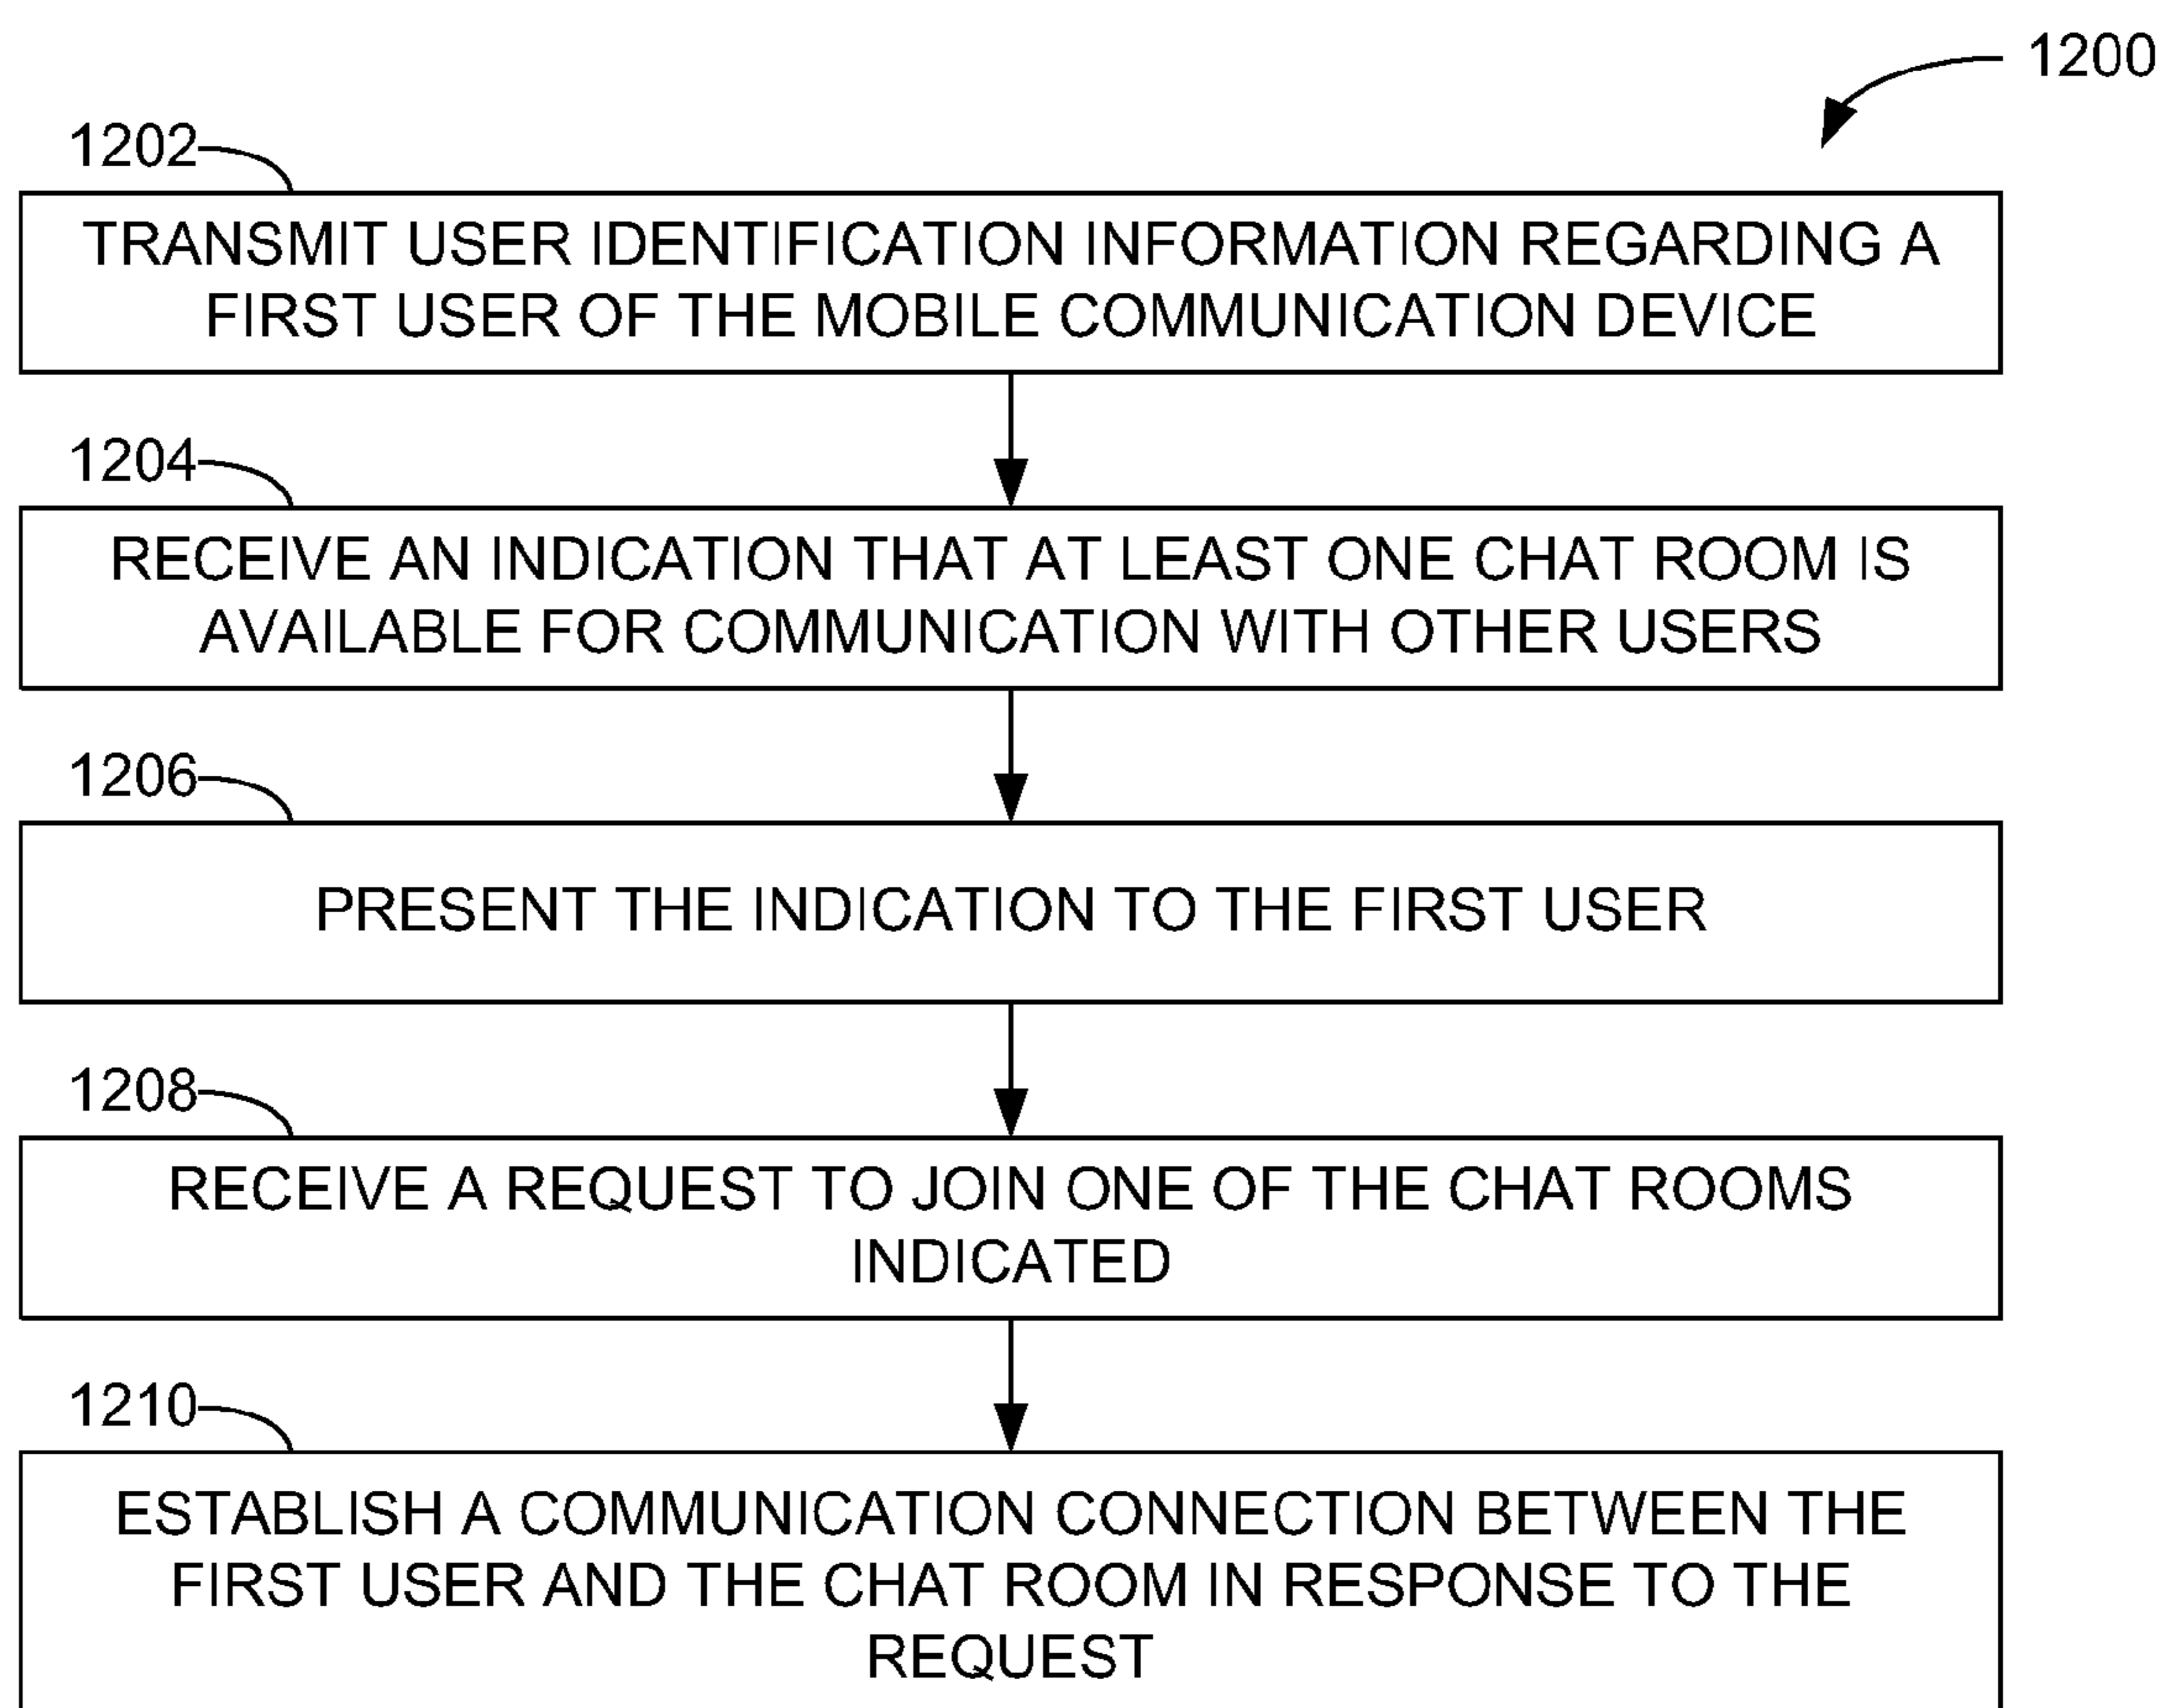 1200
1202
TRANSMIT USER IDENTIFICATION INFORMATION REGARDING A
FIRST USER OF THE MOBILE COMMUNICATION DEVICE
1204
RECEIVE AN INDICATION THAT AT LEAST ONE CHAT ROOM IS
AVAILABLE FOR COMMUNICATION WITH OTHER USERS
1206
PRESENT THE INDICATION TO THE FIRST USER
1208
RECEIVE A REQUEST TO JOIN ONE OF THE CHAT ROOMS
INDICATED
1210
ESTABLISH A COMMUNICATION CONNECTION BETWEEN THE
FIRST USER AND THE CHAT ROOM IN RESPONSE TO THE
REQUEST